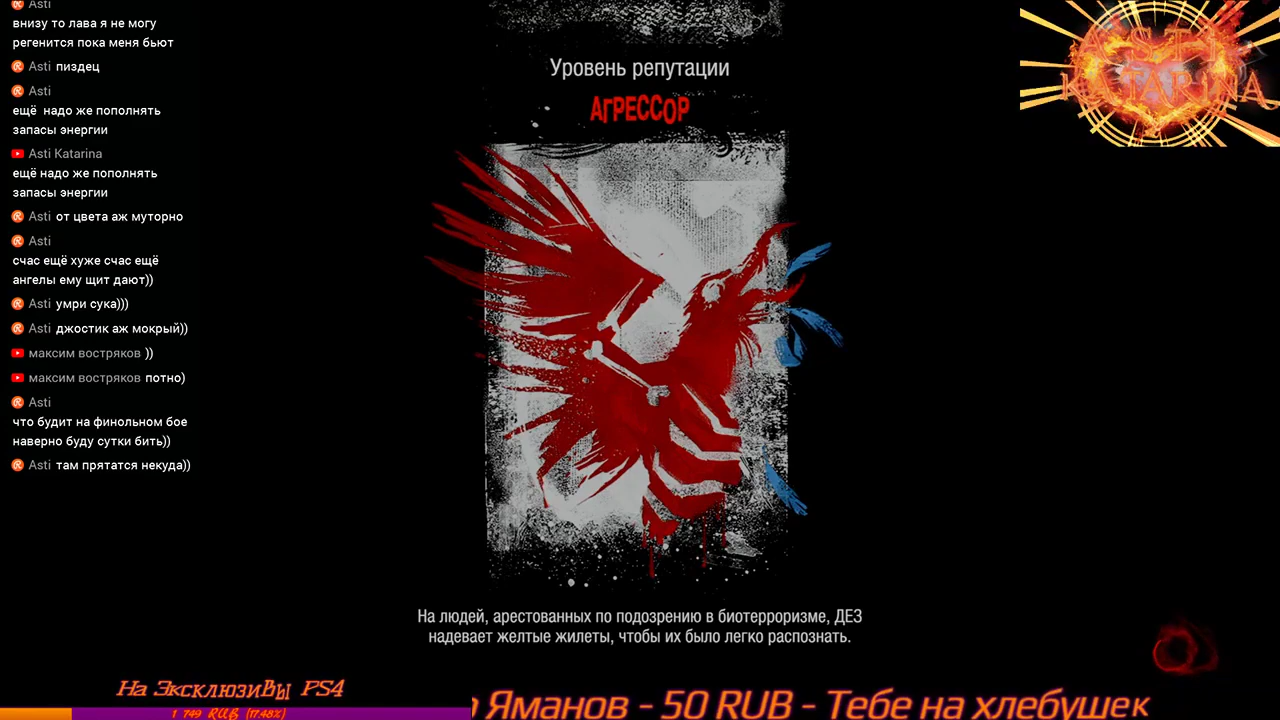 Asti
внизу то лава я не могу
регенится пока меня бьют
Asti пиздец
Asti
ещё надо же пополнять
запасы энергии
Asti Katarina
ещё надо же пополнять
запасы энергии
Asti от цвета аж муторно
Asti
счас ещё хуже счас ещё
ангелы ему щит дают))
Asti умри сука)))
Asti джостик аж мокрый))
максим востряков ))
максим востряков потно)
Asti
что будит на финольном бое
наверно буду сутки бить))
Asti там прятатся некуда))
Уровень репутации
АГРЕССОР
На людей, арестованных по подозрению в биотерроризме, ДЕЗ
надевает желтые жилеты, чтобы их было легко распознать.
ASTI
KATARINA
На Эксклюзивы PS4
1 749 RUB (17.48%)
Яманов - 50 RUB - Тебе на хлебушек